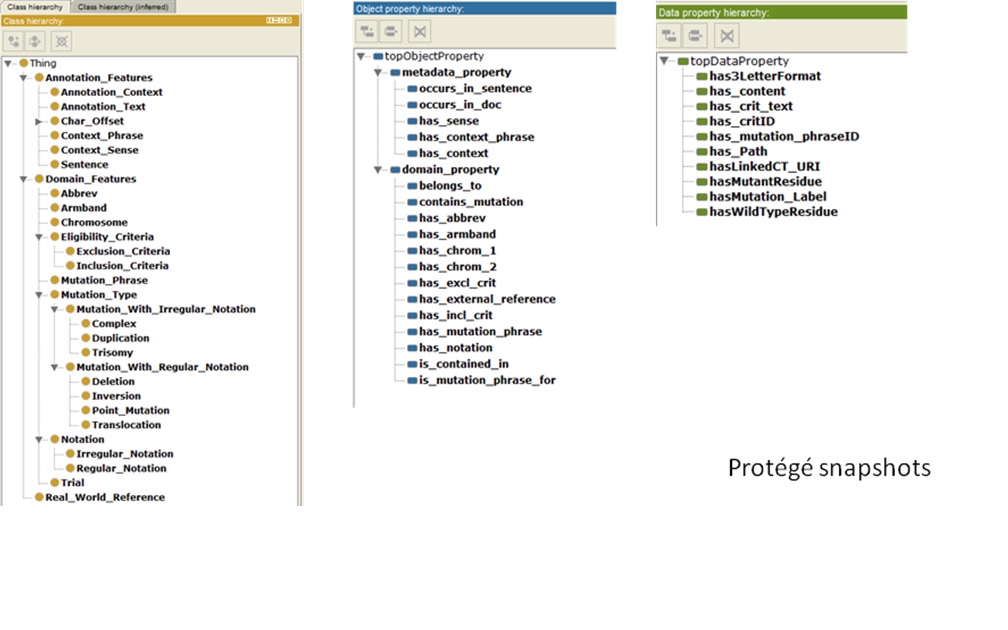 Class hierarchy
Class hierarchy (inferred)
Class hierarchy:
Thing
Annotation_Features
Annotation_Context
Annotation_Text
Char_Offset
Context_Phrase
Context_Sense
Sentence
Domain_Features
Abbrev
Armband
Chromosome
Eligibility_Criteria
Exclusion_Criteria
Inclusion_Criteria
Mutation_Phrase
Mutation_Type
Mutation_With_Irregular_Notation
Complex
Duplication
Trisomy
Mutation_With_Regular_Notation
Deletion
Inversion
Point_Mutation
Translocation
Notation
Irregular_Notation
Regular_Notation
Trial
Real_World_Reference
Object property hierarchy:
topObjectProperty
metadata_property
occurs_in_sentence
occurs_in_doc
has_sense
has_context_phrase
has_context
domain_property
belongs_to
contains_mutation
has_abbrev
has_armband
has_chrom_1
has_chrom_2
has_excl_crit
has_external_reference
has_incl_crit
has_mutation_phrase
has_notation
is_contained_in
is_mutation_phrase_for
Data property hierarchy:
topDataProperty
has3LetterFormat
has_content
has_crit_text
has_critID
has_mutation_phraseID
has_Path
hasLinkedCT_URI
hasMutantResidue
hasMutation_Label
hasWildTypeResidue
Protégé snapshots